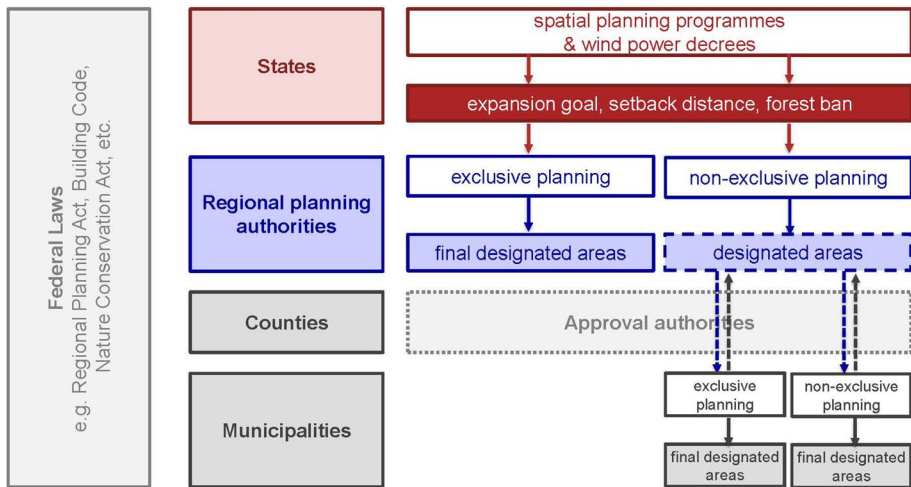 Federal Laws
e.g. Regional Planning Act, Building Code,
Nature Conservation Act, etc.
States
spatial planning programmes
& wind power decrees
expansion goal, setback distance, forest ban
Regional planning
authorities
exclusive planning
non-exclusive planning
final designated areas
designated areas
Counties
Approval authorities
Municipalities
exclusive
planning
non-exclusive
planning
final designated
areas
final designated
areas